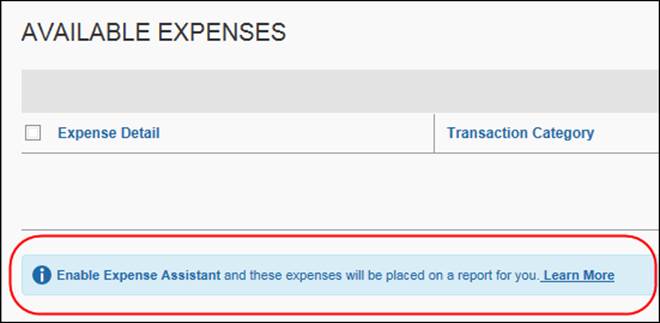 AVAILABLE EXPENSES
Expense Detail Transaction Category
Enable Expense Assistant and these expenses will be placed on a report for you. Learn More